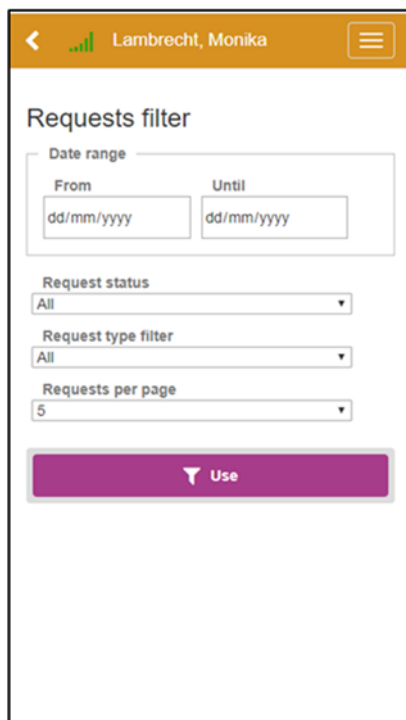 Lambrecht, Monika
Requests filter
Date range
From Until
dd/mm/yyyy dd/mm/yyyy
Request status
All
Request type filter
All
Requests per page
5
Use